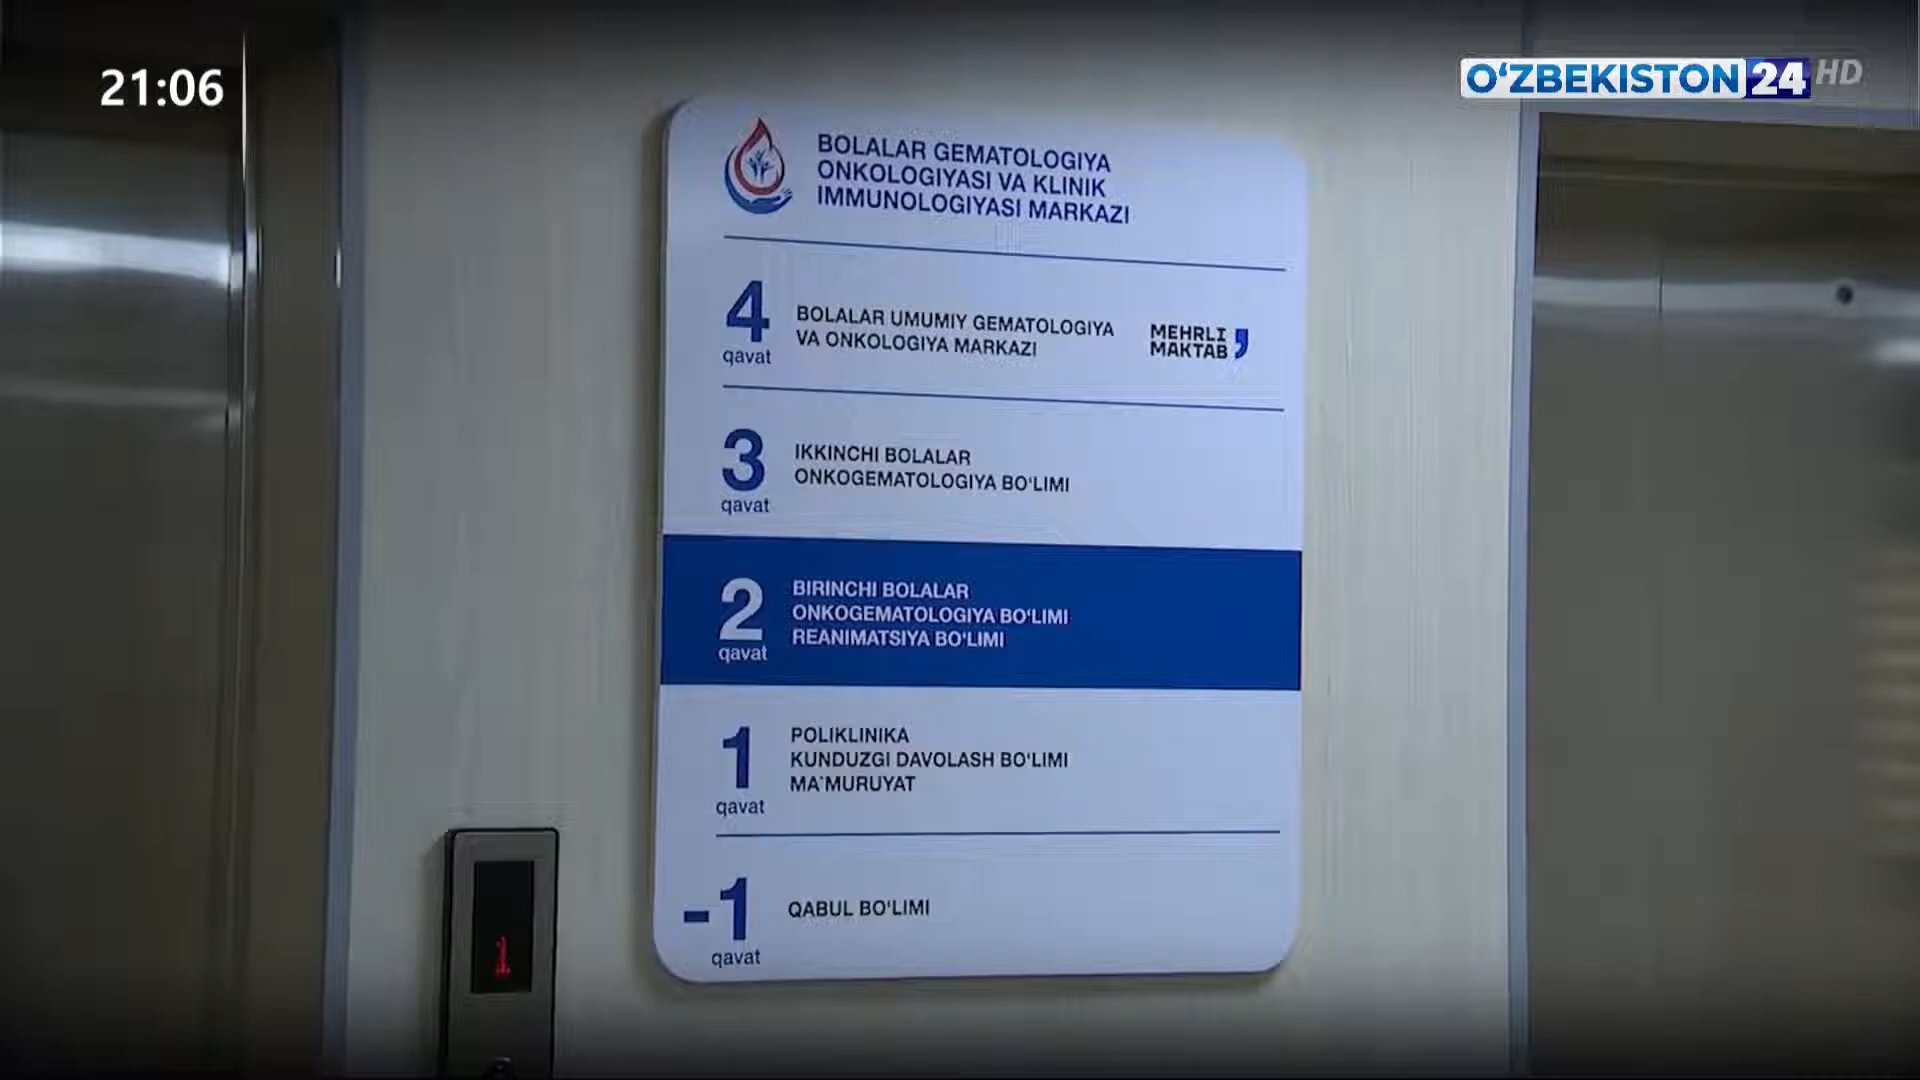 21:06
O‘ZBEKISTON 24 HD
BOLALAR GEMATOLOGIYA
ONKOLOGIYASI VA KLINIK
IMMUNOLOGIYASI MARKAZI
4
qavat
BOLALAR UMUMIY GEMATOLOGIYA
VA ONKOLOGIYA MARKAZI
MEHRLI
MAKTAB
3
qavat
IKKINCHI BOLALAR
ONKOGEMATOLOGIYA BO‘LIMI
2
qavat
BIRINCHI BOLALAR
ONKOGEMATOLOGIYA BO‘LIMI
REANIMATSIYA BO‘LIMI
1
qavat
POLIKLINIKA
KUNDUZGI DAVOLASH BO‘LIMI
MA`MURUYAT
-1
qavat
QABUL BO‘LIMI
1